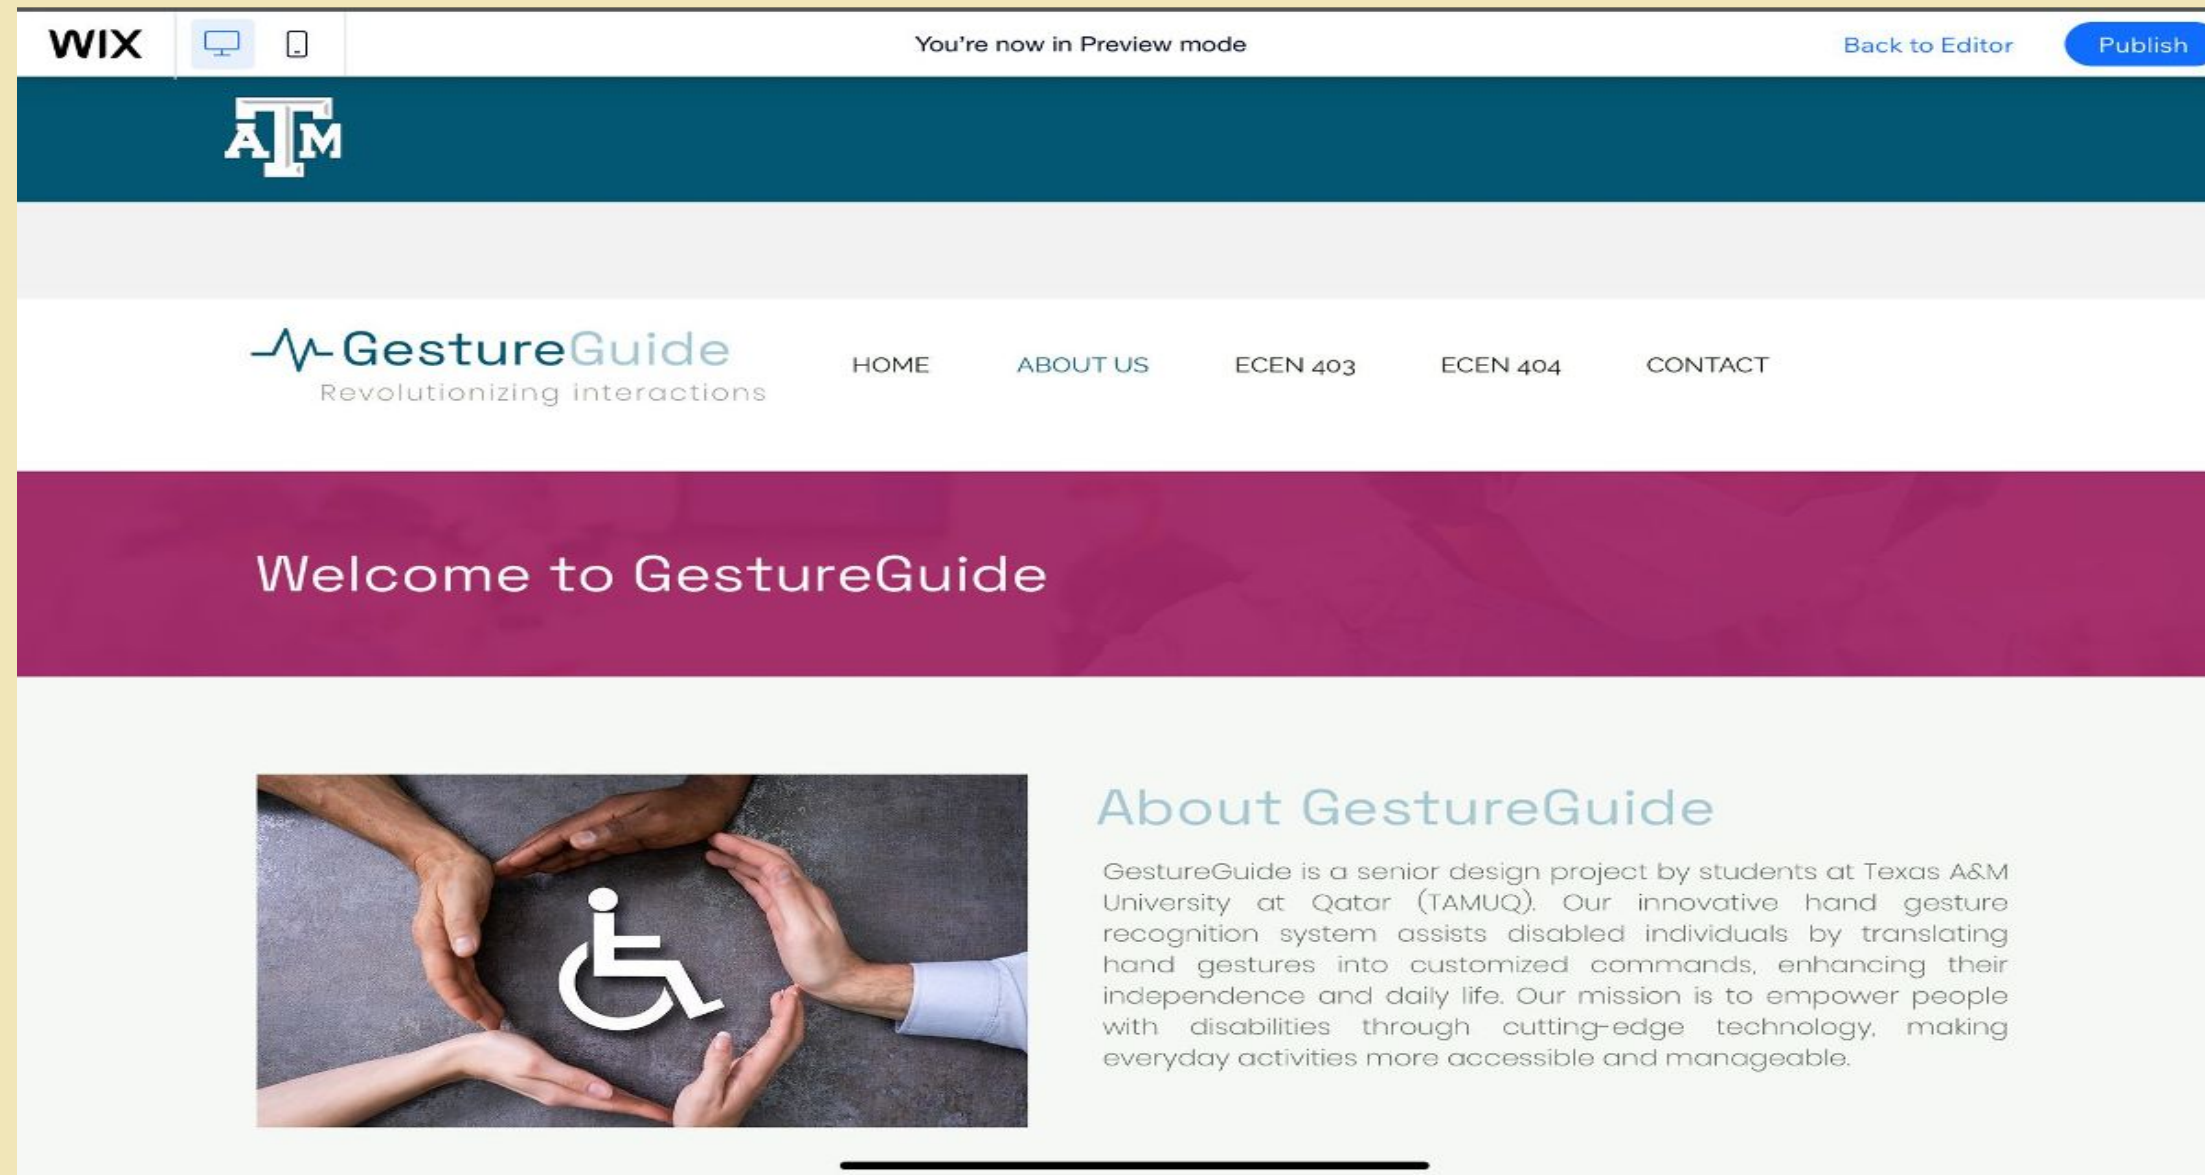 WIX
You're now in Preview mode
Back to Editor
Publish
ATM
GestureGuide
Revolutionizing interactions
HOME
ABOUT US
ECEN 403
ECEN 404
CONTACT
Welcome to GestureGuide
About GestureGuide
GestureGuide is a senior design project by students at Texas A&M
University at Qatar (TAMUQ). Our innovative hand gesture
recognition system assists disabled individuals by translating
hand gestures into customized commands, enhancing their
independence and daily life. Our mission is to empower people
with disabilities through cutting-edge technology, making
everyday activities more accessible and manageable.